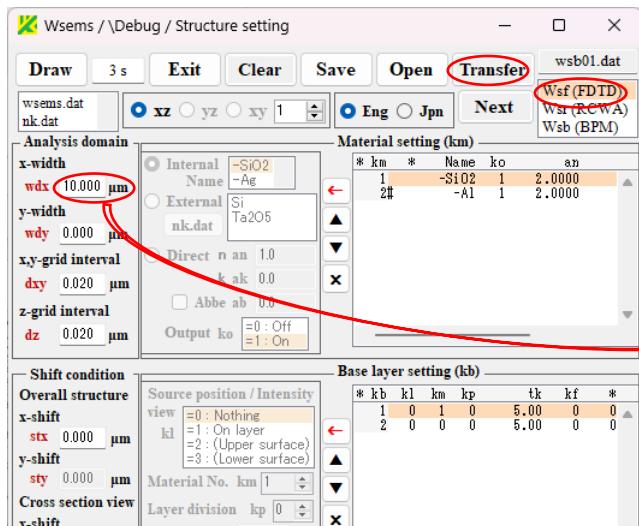 Wsems / \Debug / Structure setting
Draw 3 s Exit Clear Save Open Transfer wsb01.dat
Wsf (FDTD)
Wsr (RCWA)
Wsb (BPM)
wsems.dat
nk.dat
xz yz xy 1 Eng Jpn Next
Analysis domain
x-width
wdx 10.000 μm
y-width
wdy 0.000 μm
x,y-grid interval
dxy 0.020 μm
z-grid interval
dz 0.020 μm
Internal Name
-SiO2
-Ag
External
nk.dat
Si
Ta2O5
Direct n an 1.0
k ak 0.0
Abbe ab 0.0
Output ko
=0 : Off
=1 : On
Material setting (km)
* km * Name ko an
1 -SiO2 1 2.0000
2# -Al 1 2.0000
Shift condition
Overall structure
x-shift
stx 0.000 μm
y-shift
sty 0.000 μm
Cross section view
x-shift
Source position / Intensity
view
kl
=0 : Nothing
=1 : On layer
=2 : (Upper surface)
=3 : (Lower surface)
Material No. km 1
Layer division kp 0
Base layer setting (kb)
* kb kl km kp tk kf *
1 0 1 0 5.00 0 0
2 0 0 0 5.00 0 0